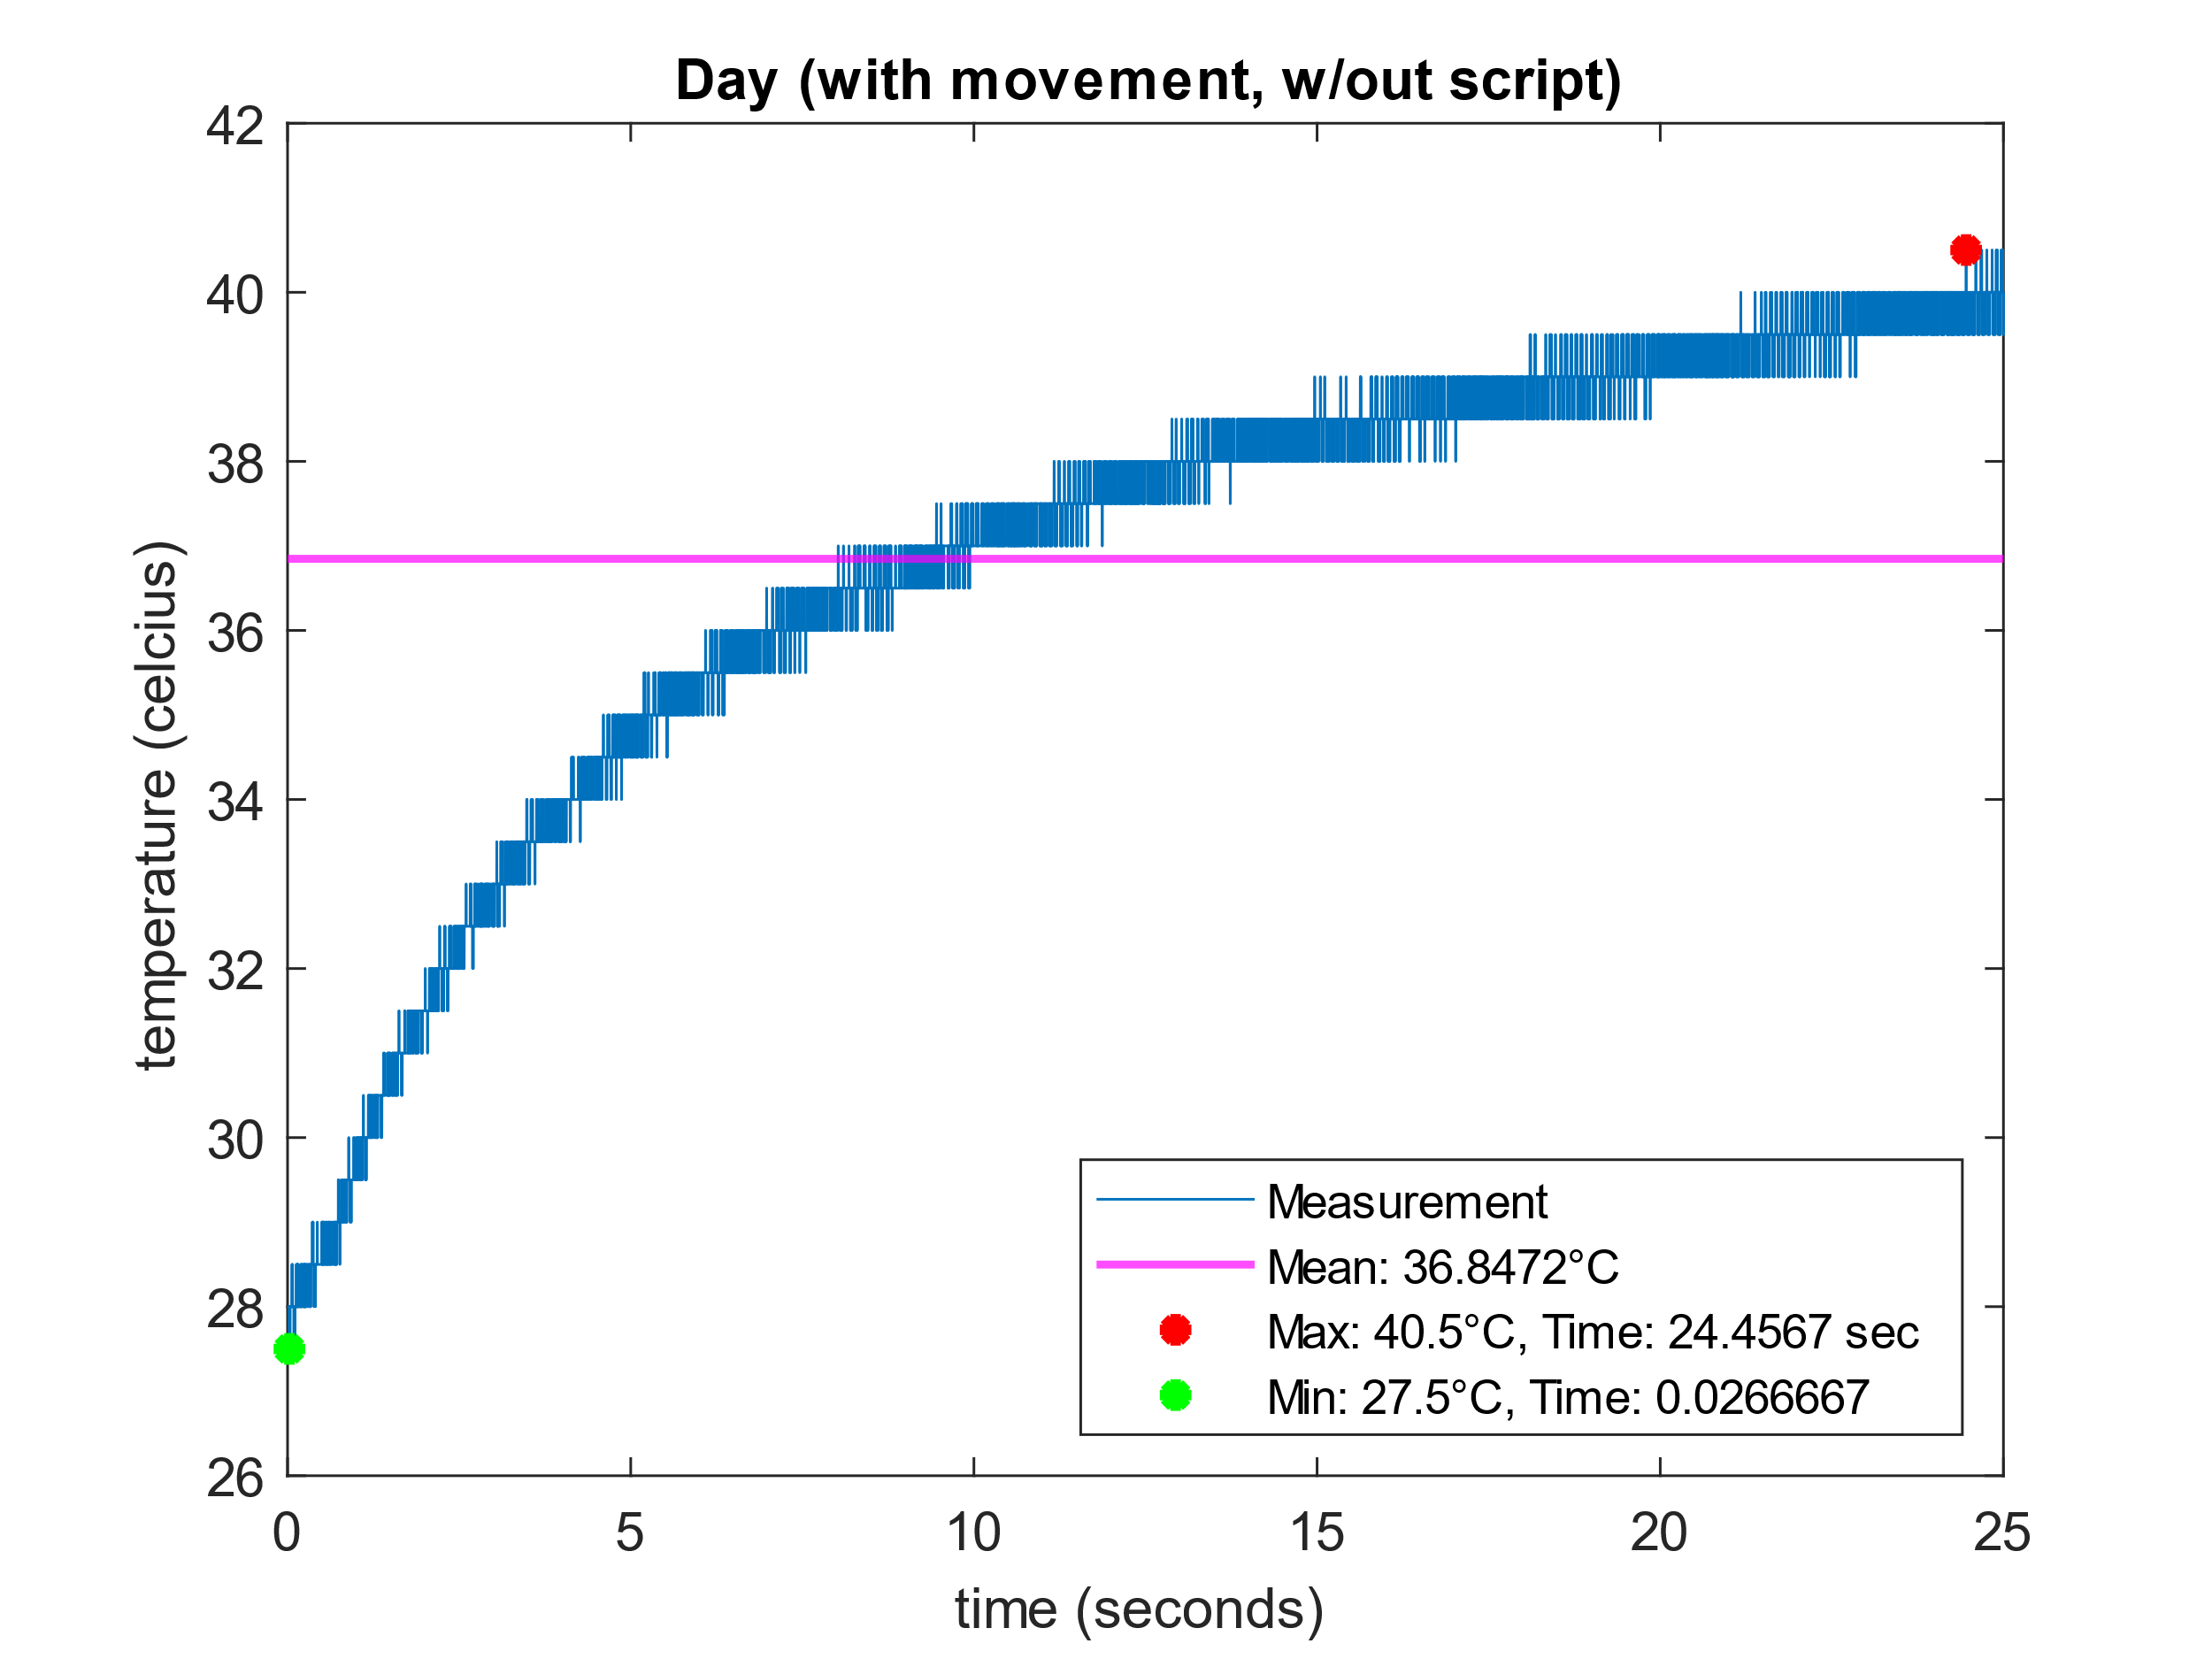 Day (with movement, w/out script)
42
40
38
36
34
32
30
28
26
temperature (celcius)
0 5 10 15 20 25
time (seconds)
Measurement
Mean: 36.8472°C
Max: 40.5°C, Time: 24.4567 sec
Min: 27.5°C, Time: 0.0266667